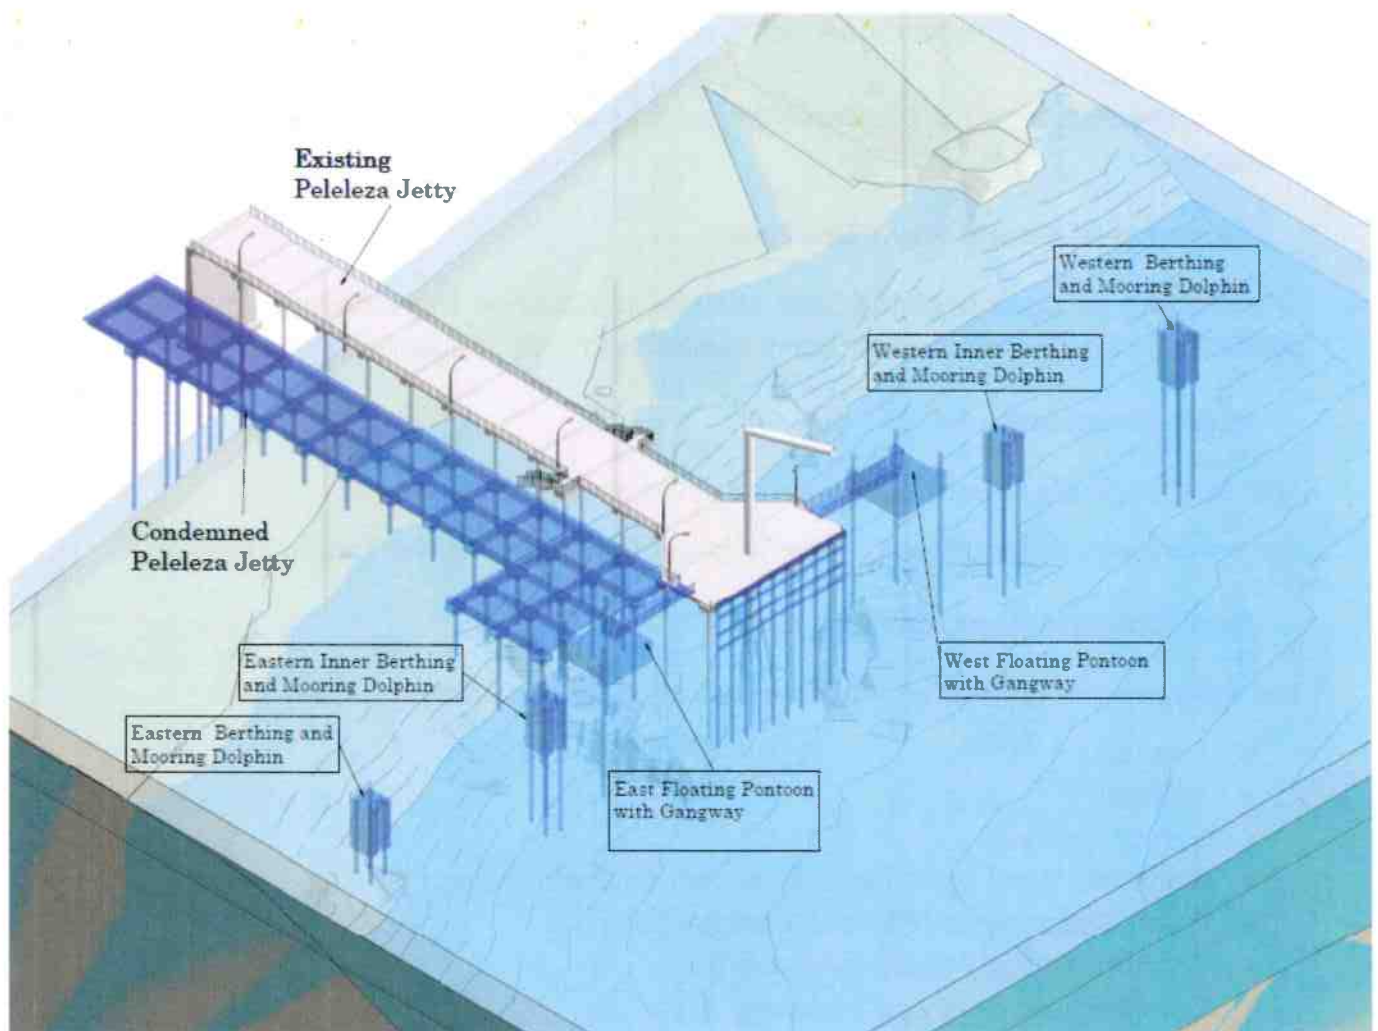 Existing
Peleleza Jetty
Western Berthing
and Mooring Dolphin
Western Inner Berthing
and Mooring Dolphin
Condemned
Peleleza Jetty
Eastern Inner Berthing
and Mooring Dolphin
West Floating Pontoon
with Gangway
Eastern Berthing and
Mooring Dolphin
East Floating Pontoon
with Gangway